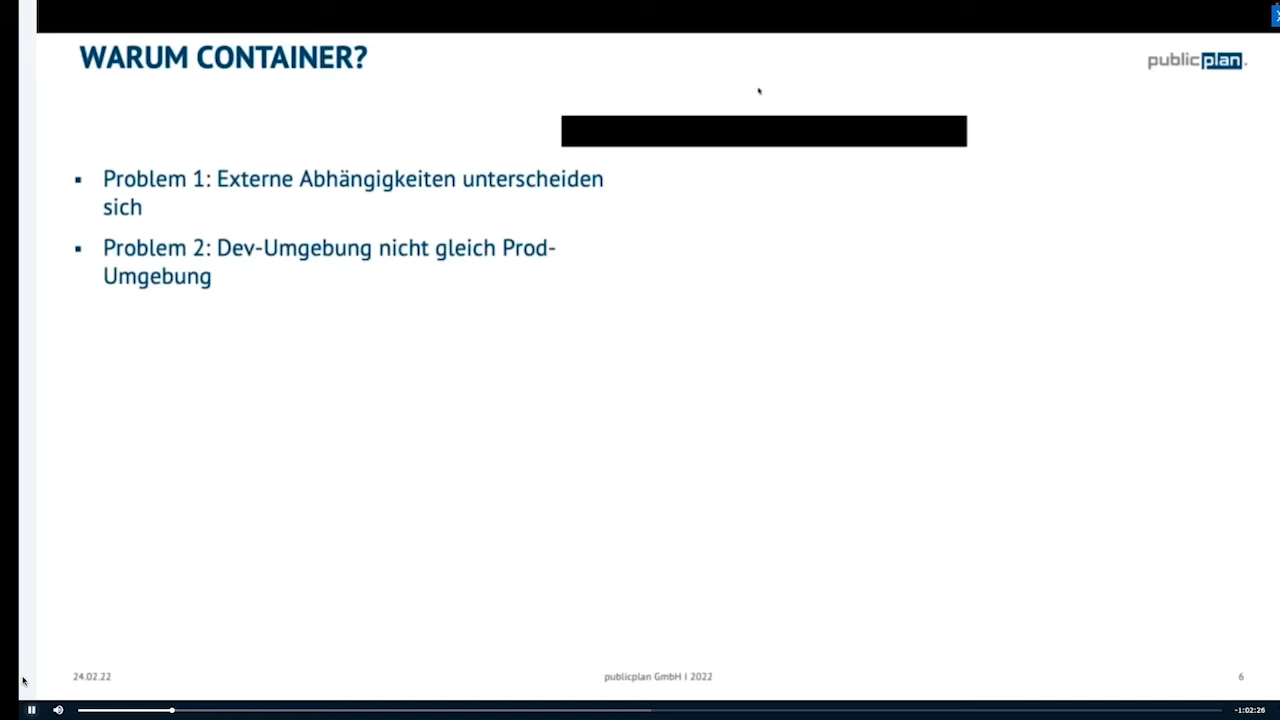 WARUM CONTAINER?
publicplan.
▪ Problem 1: Externe Abhängigkeiten unterscheiden
sich
▪ Problem 2: Dev-Umgebung nicht gleich Prod-
Umgebung
24.02.22
publicplan GmbH I 2022
6
-1:02:26